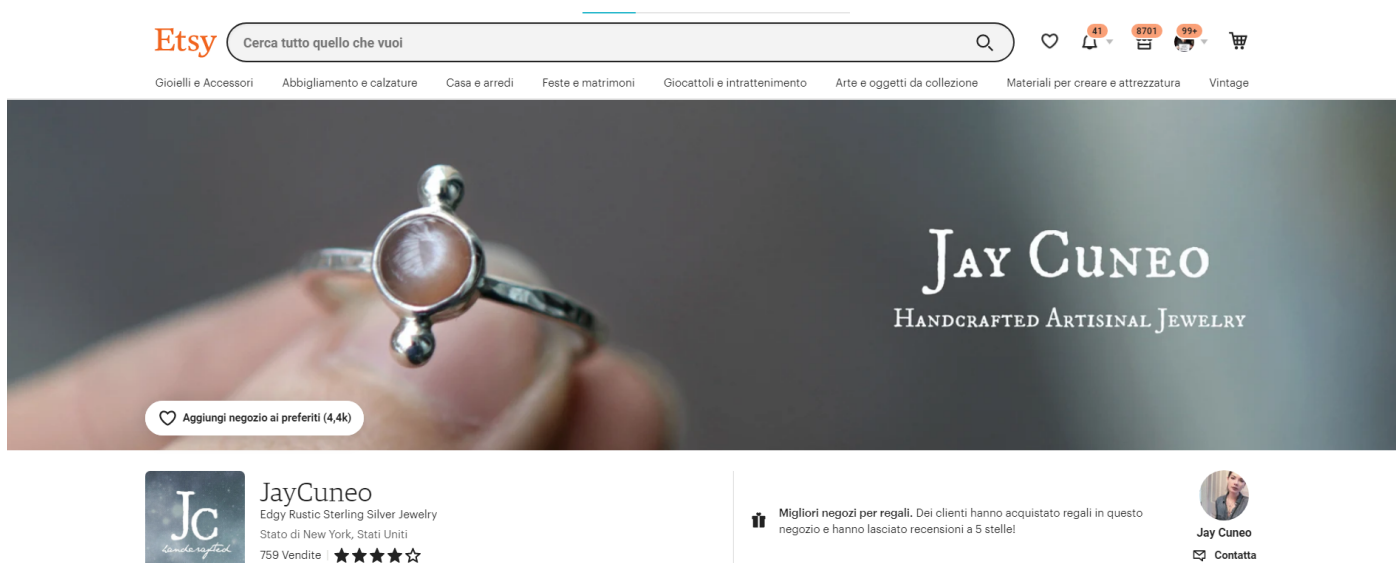 Etsy
Cerca tutto quello che vuoi
41
8701
99+
Gioielli e Accessori
Abbigliamento e calzature
Casa e arredi
Feste e matrimoni
Giocattoli e intrattenimento
Arte e oggetti da collezione
Materiali per creare e attrezzatura
Vintage
Jay Cuneo
Handcrafted Artisinal Jewelry
Aggiungi negozio ai preferiti (4,4k)
Jc
Handcrafted
JayCuneo
Edgy Rustic Sterling Silver Jewelry
Stato di New York, Stati Uniti
759 Vendite
Migliori negozi per regali. Dei clienti hanno acquistato regali in questo
negozio e hanno lasciato recensioni a 5 stelle!
Jay Cuneo
Contatta